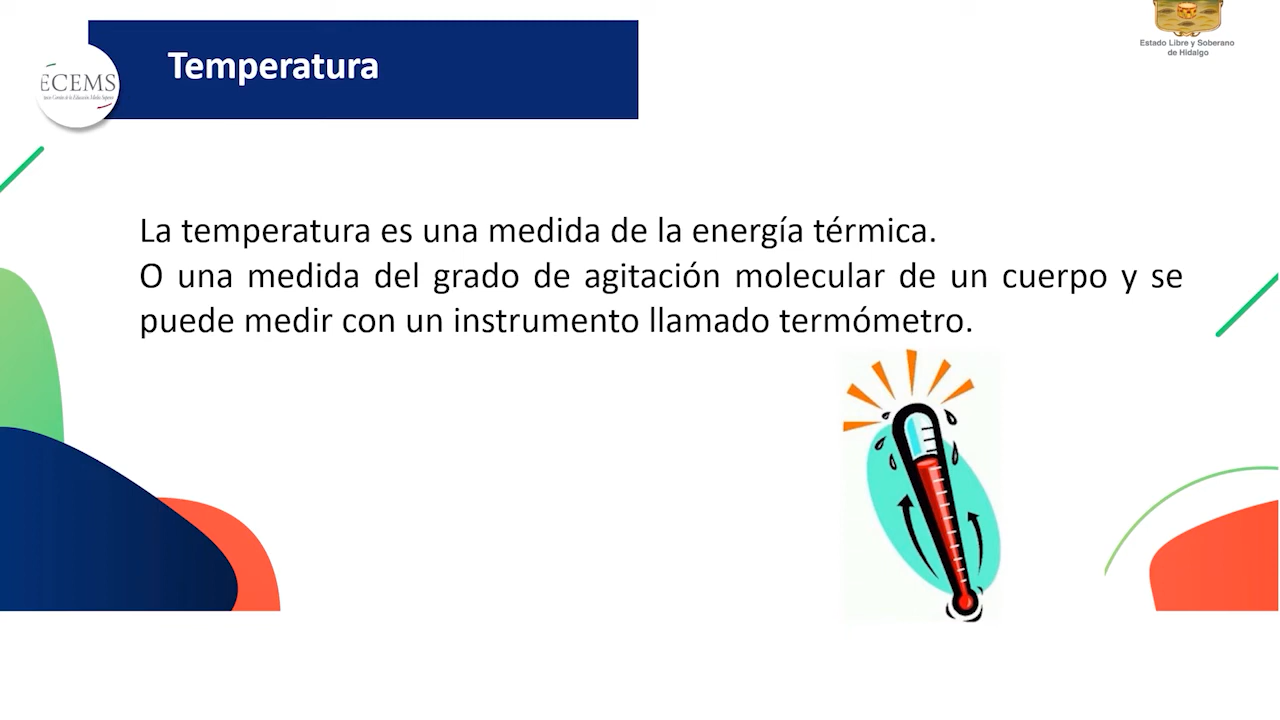 Estado Libre y Soberano
de Hidalgo
Temperatura
ECEMS
La temperatura es una medida de la energía térmica.
O una medida del grado de agitación molecular de un cuerpo y se
puede medir con un instrumento llamado termómetro.